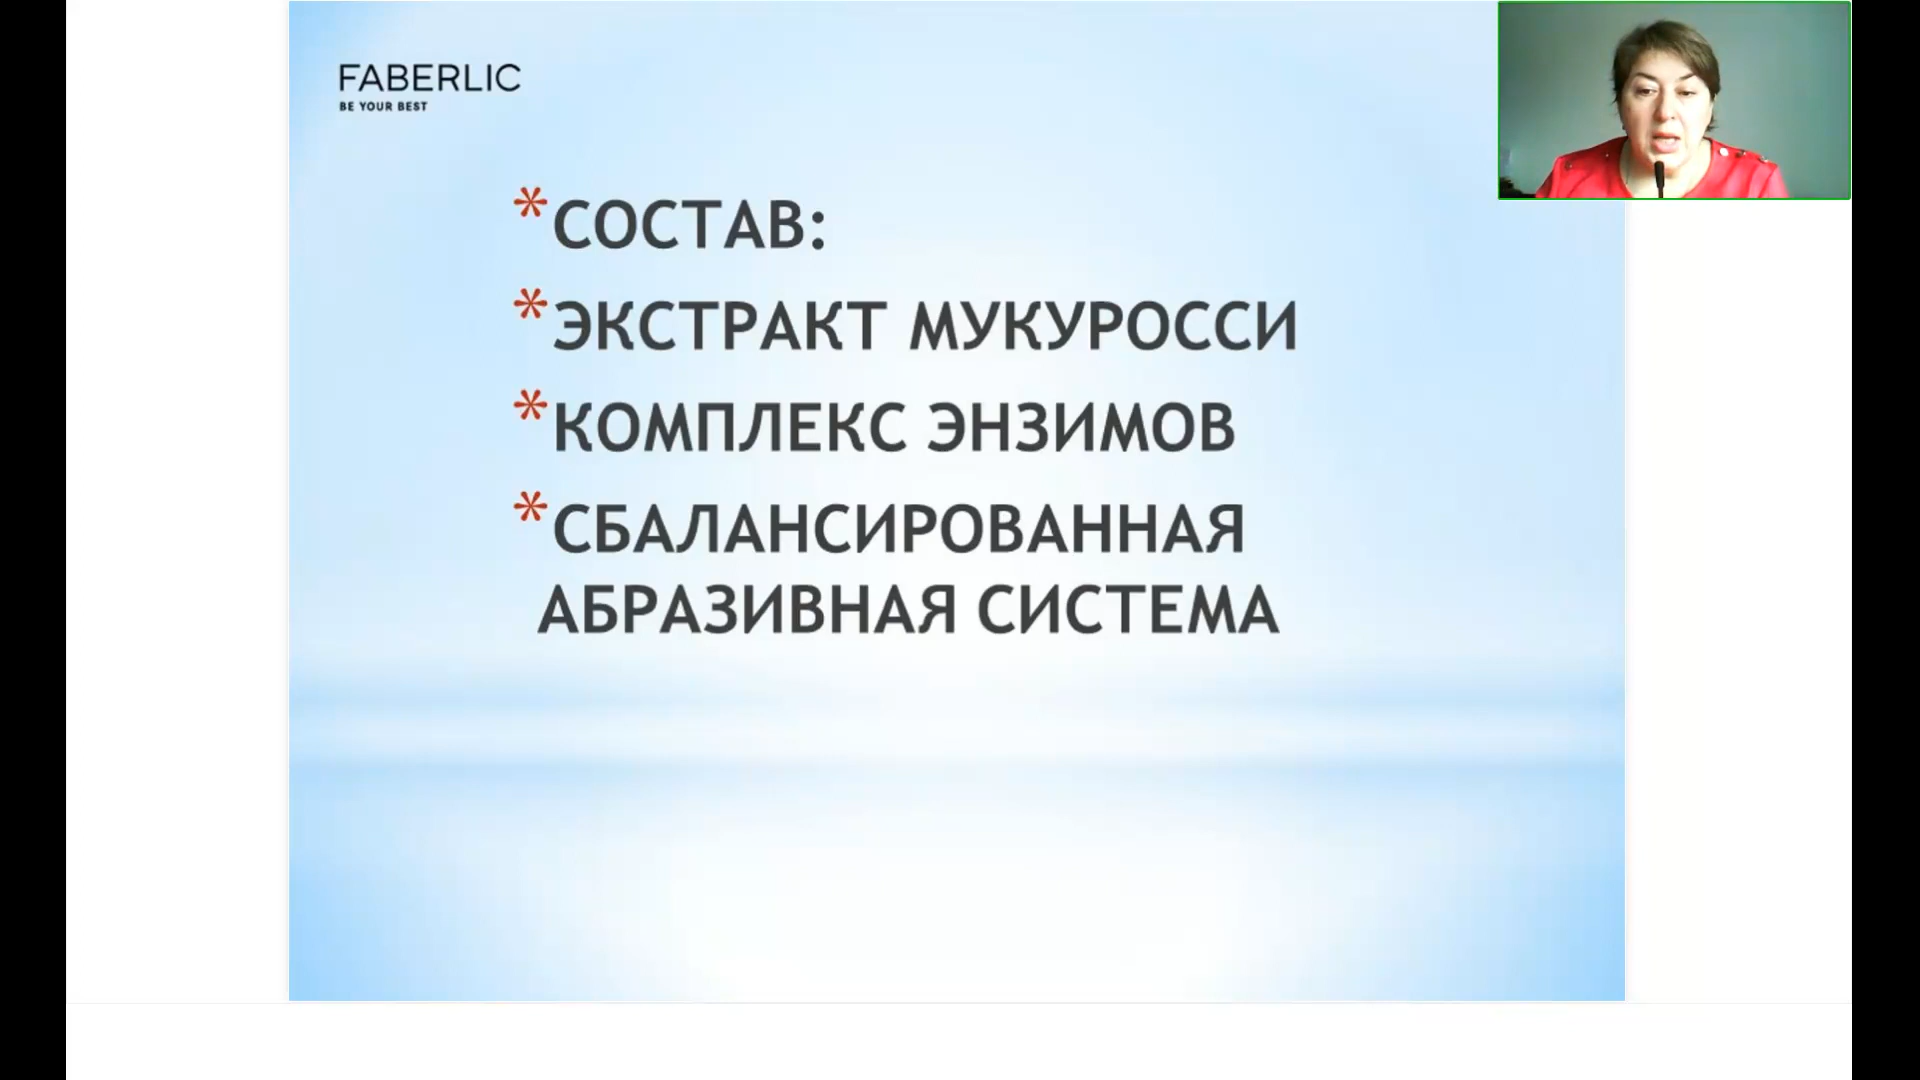 FABERLIC
BE YOUR BEST
*СОСТАВ:
*ЭКСТРАКТ МУКУРОССИ
*КОМПЛЕКС ЭНЗИМОВ
*СБАЛАНСИРОВАННАЯ
АБРАЗИВНАЯ СИСТЕМА